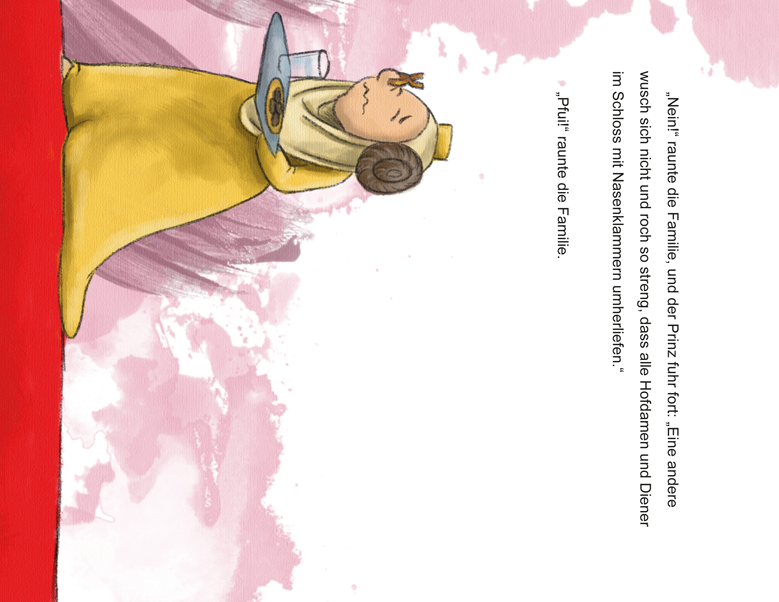 „Nein!“ raunte die Familie, und der Prinz fuhr fort: „Eine andere
wusch sich nicht und roch so streng, dass alle Hofdamen und Diener
im Schloss mit Nasenklammern umherliefen.“
„Pfui!“ raunte die Familie.